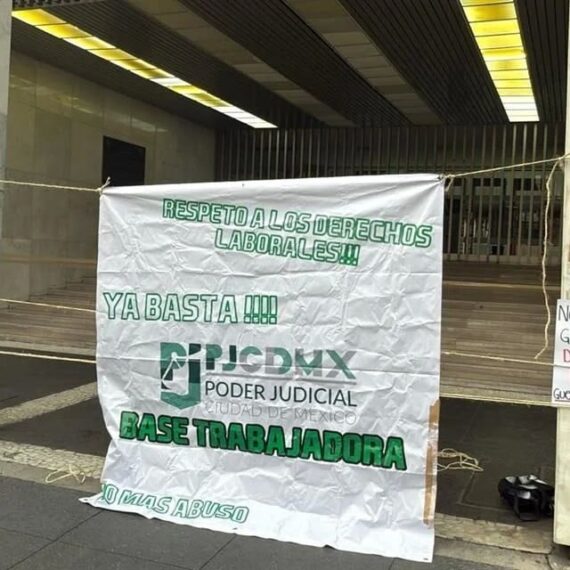 RESPETO A LOS DERECHOS
LABORALES!!!
YA BASTA !!!!
PJCDMX
PODER JUDICIAL
CIUDAD DE MÉXICO
BASE TRABAJADORA
NO MAS ABUSO